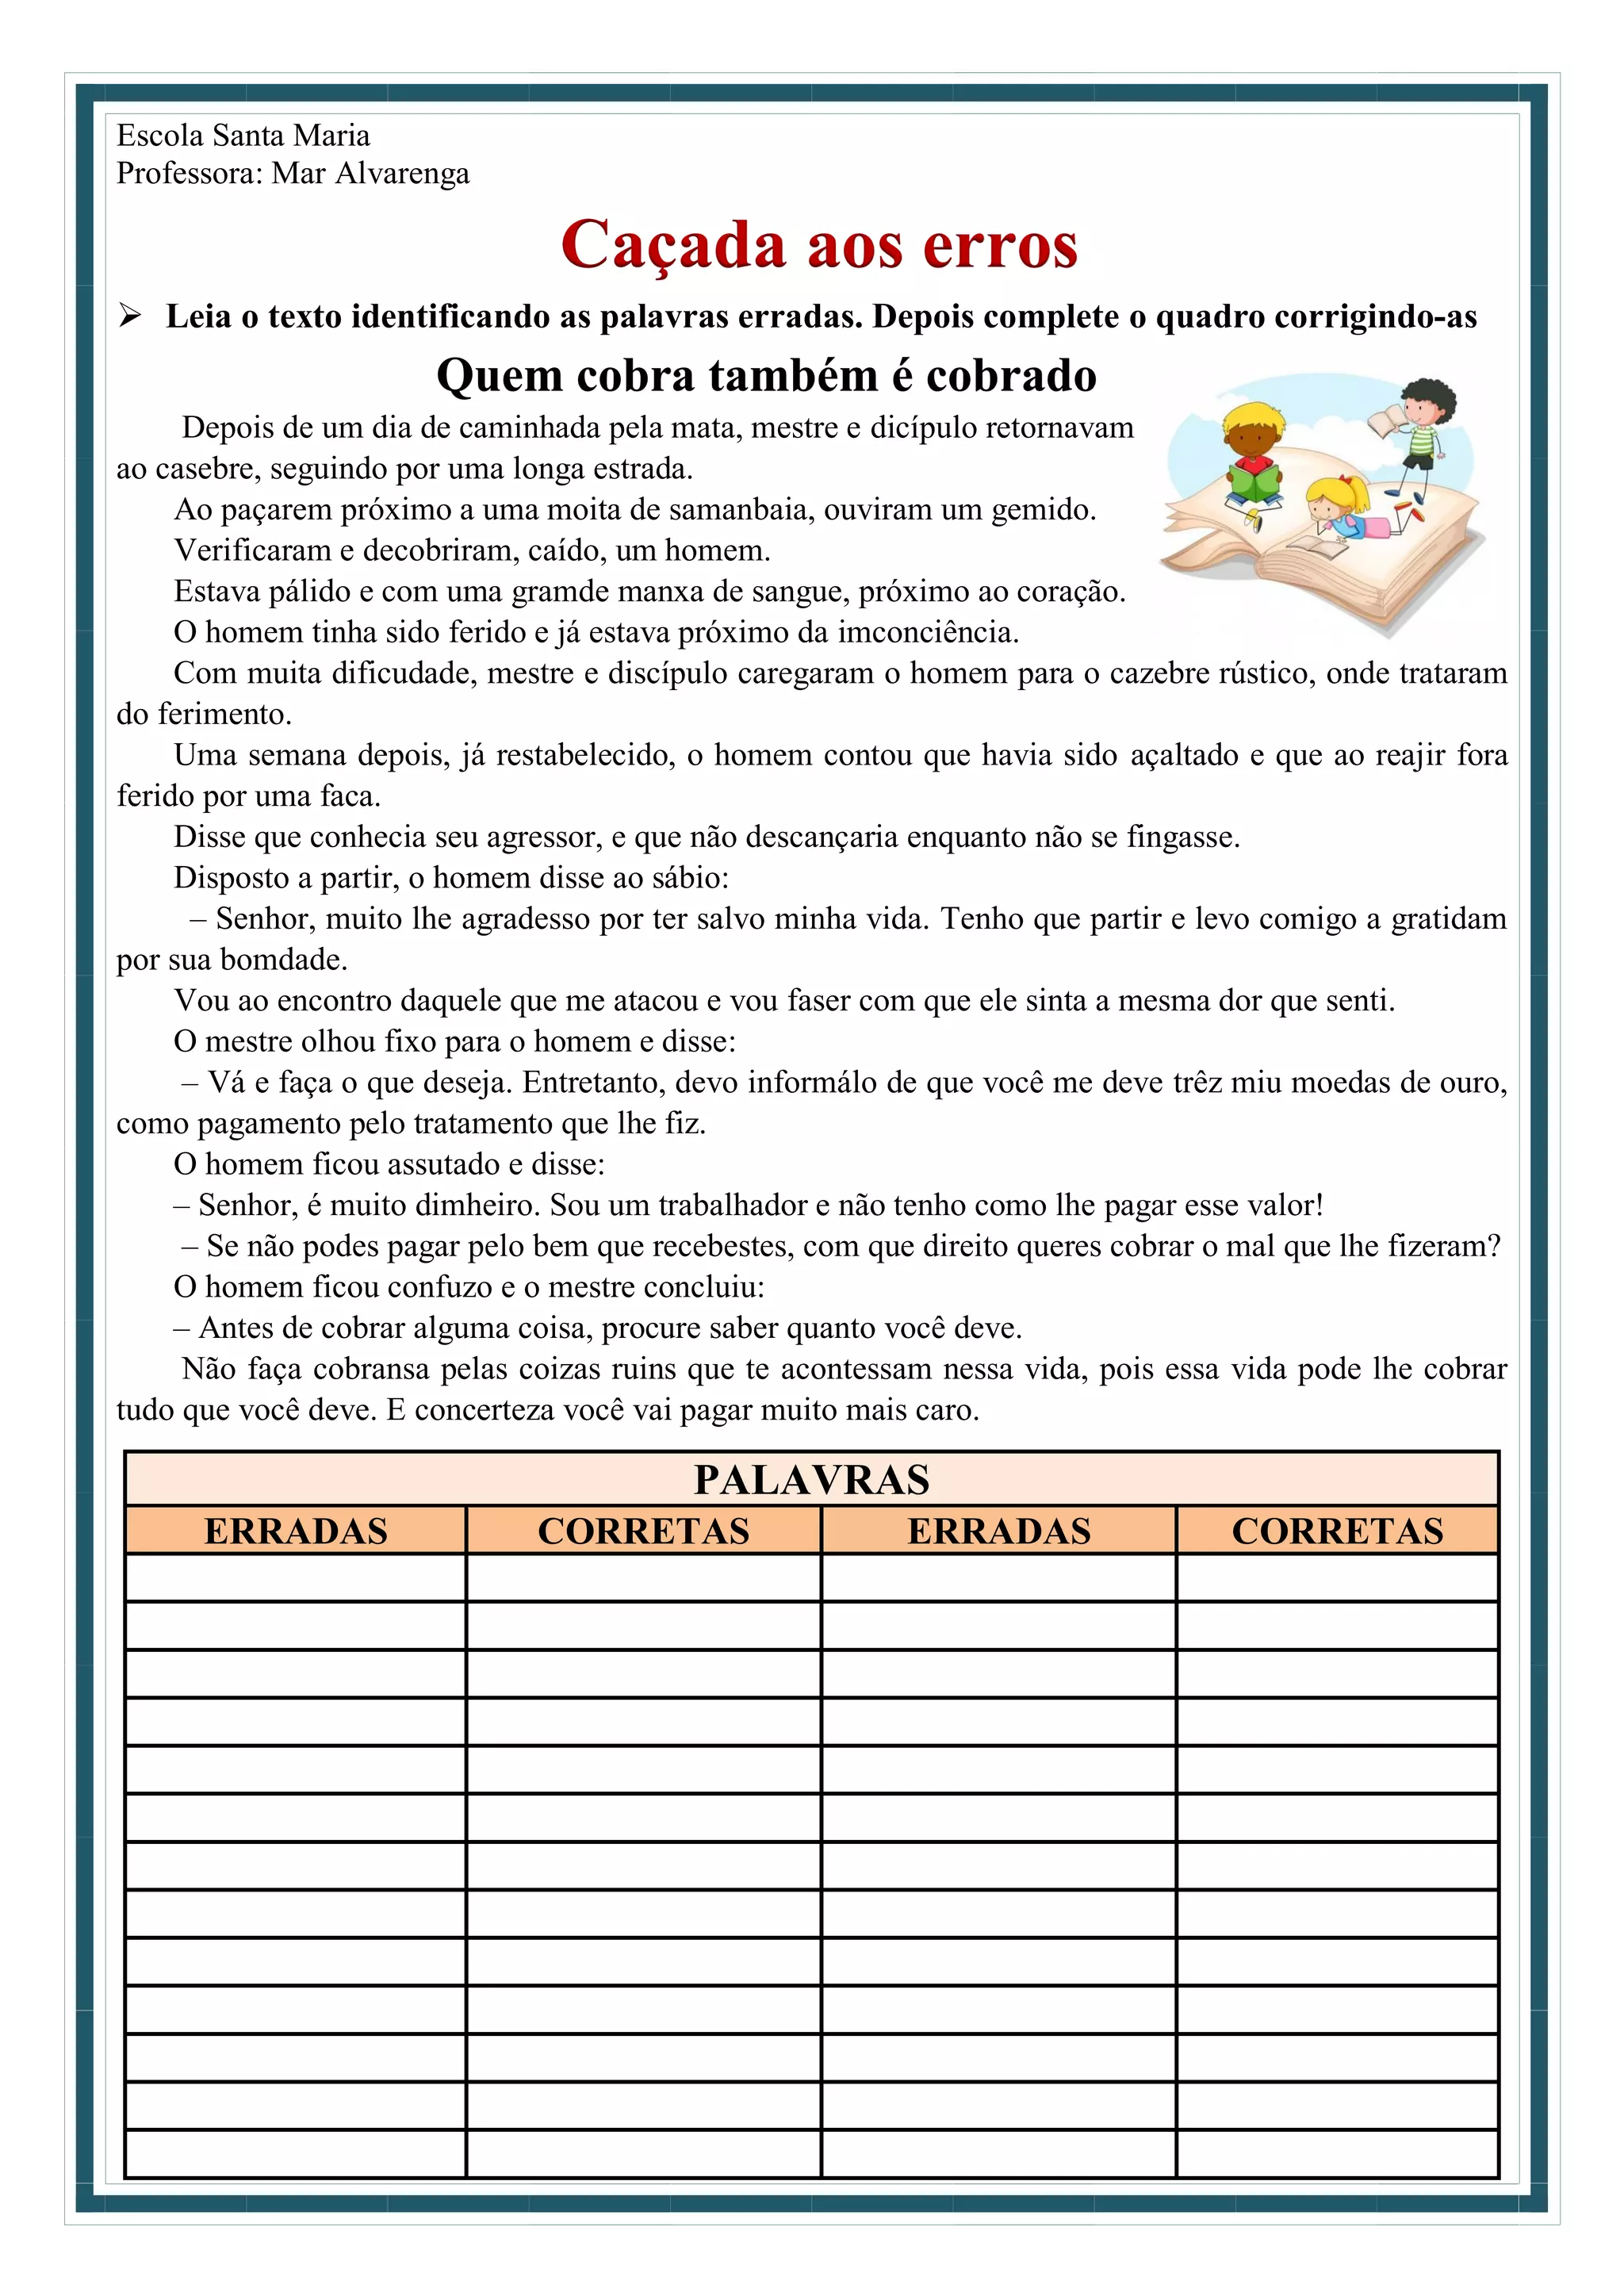 Escola Santa Maria
Professora: Mar Alvarenga
Caçada aos erros
➢ Leia o texto identificando as palavras erradas. Depois complete o quadro corrigindo-as
Quem cobra também é cobrado
Depois de um dia de caminhada pela mata, mestre e dicípulo retornavam
ao casebre, seguindo por uma longa estrada.
Ao paçarem próximo a uma moita de samanbaia, ouviram um gemido.
Verificaram e decobriram, caído, um homem.
Estava pálido e com uma gramde manxa de sangue, próximo ao coração.
O homem tinha sido ferido e já estava próximo da imconciência.
Com muita dificudade, mestre e discípulo caregaram o homem para o cazebre rústico, onde trataram
do ferimento.
Uma semana depois, já restabelecido, o homem contou que havia sido açaltado e que ao reajir fora
ferido por uma faca.
Disse que conhecia seu agressor, e que não descançaria enquanto não se fingasse.
Disposto a partir, o homem disse ao sábio:
– Senhor, muito lhe agradesso por ter salvo minha vida. Tenho que partir e levo comigo a gratidam
por sua bomdade.
Vou ao encontro daquele que me atacou e vou faser com que ele sinta a mesma dor que senti.
O mestre olhou fixo para o homem e disse:
– Vá e faça o que deseja. Entretanto, devo informálo de que você me deve trêz miu moedas de ouro,
como pagamento pelo tratamento que lhe fiz.
O homem ficou assutado e disse:
– Senhor, é muito dimheiro. Sou um trabalhador e não tenho como lhe pagar esse valor!
– Se não podes pagar pelo bem que recebestes, com que direito queres cobrar o mal que lhe fizeram?
O homem ficou confuzo e o mestre concluiu:
– Antes de cobrar alguma coisa, procure saber quanto você deve.
Não faça cobransa pelas coizas ruins que te acontessam nessa vida, pois essa vida pode lhe cobrar
tudo que você deve. E concerteza você vai pagar muito mais caro.
PALAVRAS
ERRADAS CORRETAS ERRADAS CORRETAS